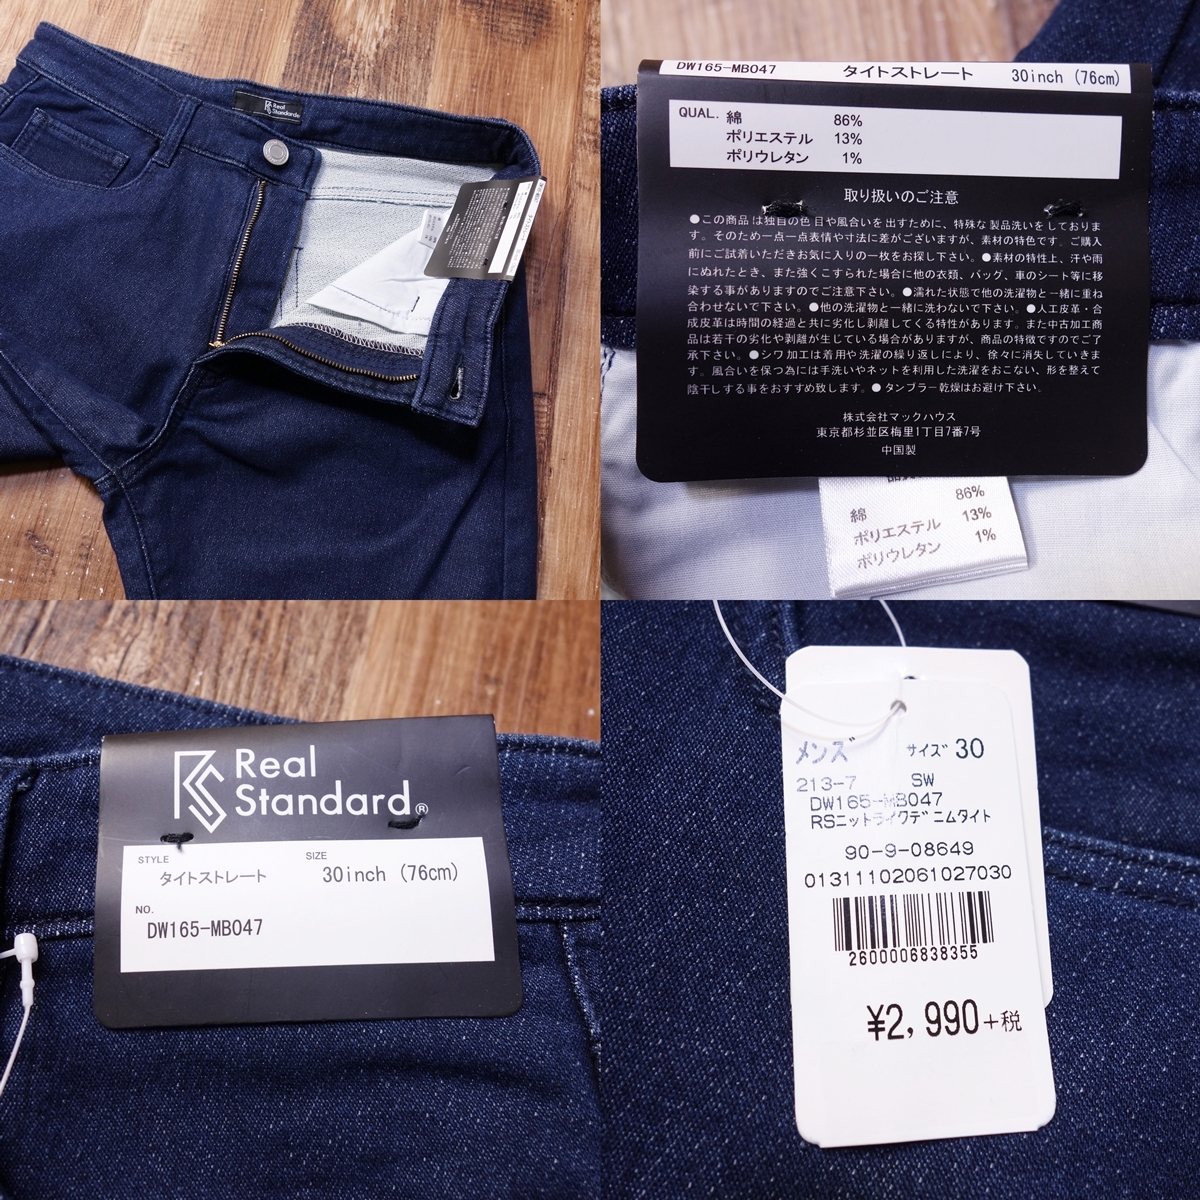 Real
Standard®
DW165-MB047 タイトストレート 30inch (76cm)
QUAL. 綿 86%
ポリエステル 13%
ポリウレタン 1%
取り扱いのご注意
●この商品は独自の色目や風合いを出すために、特殊な製品洗いをしておりま
す。そのため一点一点表情や寸法に差がございますが、素材の特色です。ご購入
前にご試着いただきお気に入りの一枚をお探し下さい。●素材の特性上、汗や雨
にぬれたとき、また強くこすられた場合に他の衣類、バッグ、車のシート等に移
染する事がありますのでご注意下さい。●濡れた状態で他の洗濯物と一緒に重ね
合わせないで下さい。●他の洗濯物と一緒に洗わないで下さい。●人工皮革・合
成皮革は時間の経過と共に劣化し剥離してくる特性があります。また中古加工商
品は若干の劣化や剥離が生じている場合がありますが、商品の特徴ですのでご了
承下さい。●シワ加工は着用や洗濯の繰り返しにより、徐々に消失していきま
す。風合いを保つ為には手洗いやネットを利用した洗濯をおこない、形を整えて
陰干しする事をおすすめ致します。●タンブラー乾燥はお避け下さい。
株式会社マックハウス
東京都杉並区梅里1丁目7番7号
中国製
綿 86%
ポリエステル 13%
ポリウレタン 1%
Real
Standard®
STYLE SIZE
タイトストレート 30inch (76cm)
NO.
DW165-MB047
メンズ サイズ 30
213-7 SW
DW165-MB047
RSニットライクデニムタイト
90-9-08649
01311102061027030
2600006838355
¥2,990+税